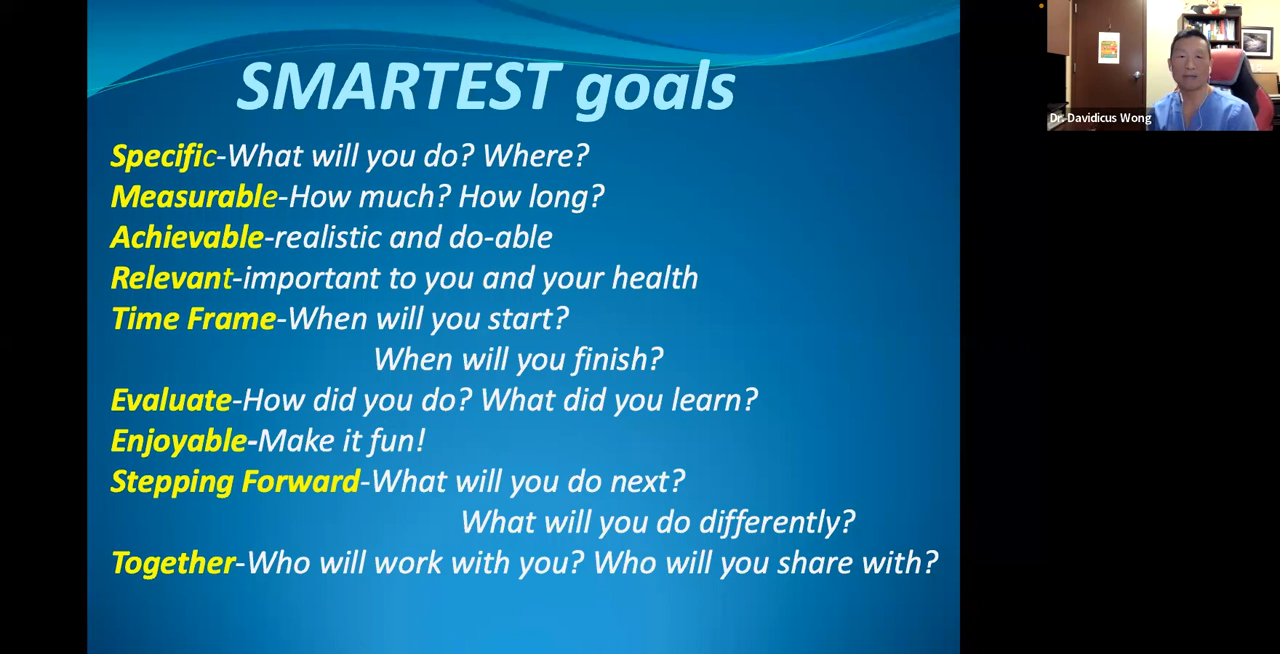 SMARTEST goals
Specific-What will you do? Where?
Measurable-How much? How long?
Achievable-realistic and do-able
Relevant-important to you and your health
Time Frame-When will you start?
When will you finish?
Evaluate-How did you do? What did you learn?
Enjoyable-Make it fun!
Stepping Forward-What will you do next?
What will you do differently?
Together-Who will work with you? Who will you share with?
Dr. Davidicus Wong